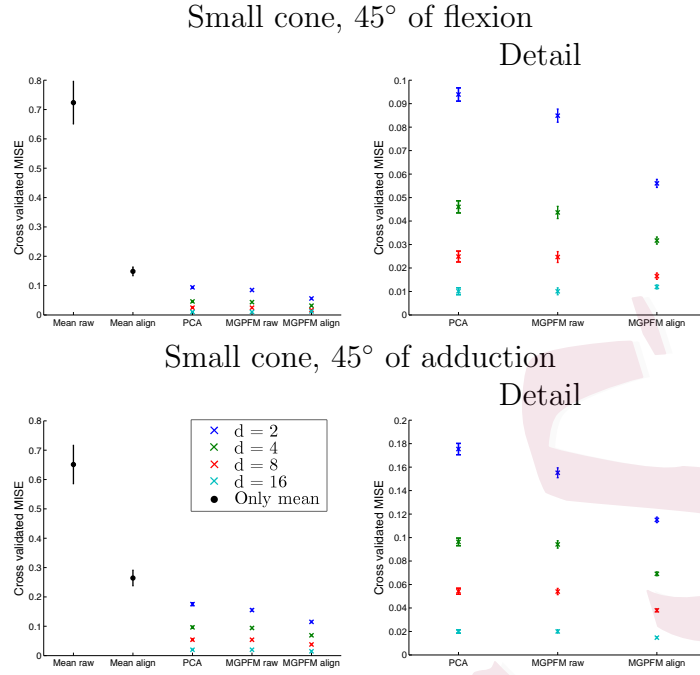 Small cone, 45° of flexion
Detail
0.8
0.7
0.6
0.5
0.4
0.3
0.2
0.1
0
Cross validated MISE
Mean raw Mean align PCA MGPFM raw MGPFM align
0.1
0.09
0.08
0.07
0.06
0.05
0.04
0.03
0.02
0.01
0
Cross validated MISE
PCA MGPFM raw MGPFM align
Small cone, 45° of adduction
Detail
0.8
0.7
0.6
0.5
0.4
0.3
0.2
0.1
0
Cross validated MISE
Mean raw Mean align PCA MGPFM raw MGPFM align
d = 2
d = 4
d = 8
d = 16
Only mean
0.2
0.18
0.16
0.14
0.12
0.1
0.08
0.06
0.04
0.02
0
Cross validated MISE
PCA MGPFM raw MGPFM align